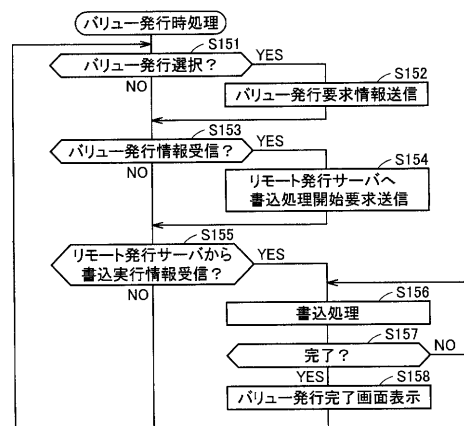 バリュー発行時処理
S151
バリュー発行選択?
YES
NO
S152
バリュー発行要求情報送信
S153
バリュー発行情報受信?
YES
NO
S154
リモート発行サーバへ
書込処理開始要求送信
S155
リモート発行サーバから
書込実行情報受信?
YES
NO
S156
書込処理
S157
完了?
NO
YES
S158
バリュー発行完了画面表示